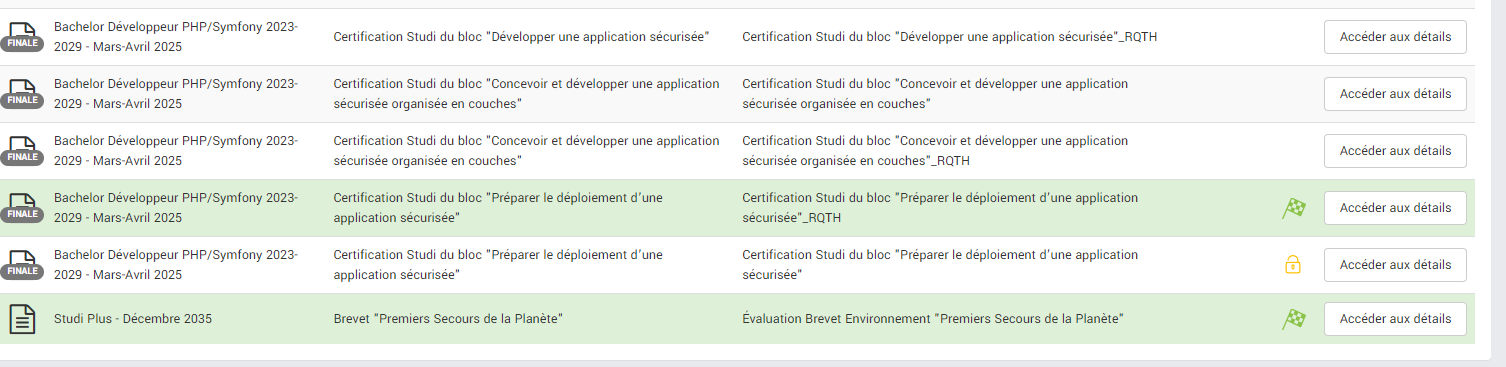 Bachelor Développeur PHP/Symfony 2023-
FINALE
2029 - Mars-Avril 2025
Certification Studi du bloc "Développer une application sécurisée"
Certification Studi du bloc "Développer une application sécurisée"_RQTH
Accéder aux détails
Bachelor Développeur PHP/Symfony 2023-
FINALE
2029 - Mars-Avril 2025
Certification Studi du bloc "Concevoir et développer une application
sécurisée organisée en couches"
Certification Studi du bloc "Concevoir et développer une application
sécurisée organisée en couches"
Accéder aux détails
Bachelor Développeur PHP/Symfony 2023-
FINALE
2029 - Mars-Avril 2025
Certification Studi du bloc "Concevoir et développer une application
sécurisée organisée en couches"
Certification Studi du bloc "Concevoir et développer une application
sécurisée organisée en couches"_RQTH
Accéder aux détails
Bachelor Développeur PHP/Symfony 2023-
FINALE
2029 - Mars-Avril 2025
Certification Studi du bloc "Préparer le déploiement d'une
application sécurisée"
Certification Studi du bloc "Préparer le déploiement d'une application
sécurisée"_RQTH
Accéder aux détails
Bachelor Développeur PHP/Symfony 2023-
FINALE
2029 - Mars-Avril 2025
Certification Studi du bloc "Préparer le déploiement d'une
application sécurisée"
Certification Studi du bloc "Préparer le déploiement d'une application
sécurisée"
Accéder aux détails
Studi Plus - Décembre 2035
Brevet "Premiers Secours de la Planète"
Évaluation Brevet Environnement "Premiers Secours de la Planète"
Accéder aux détails